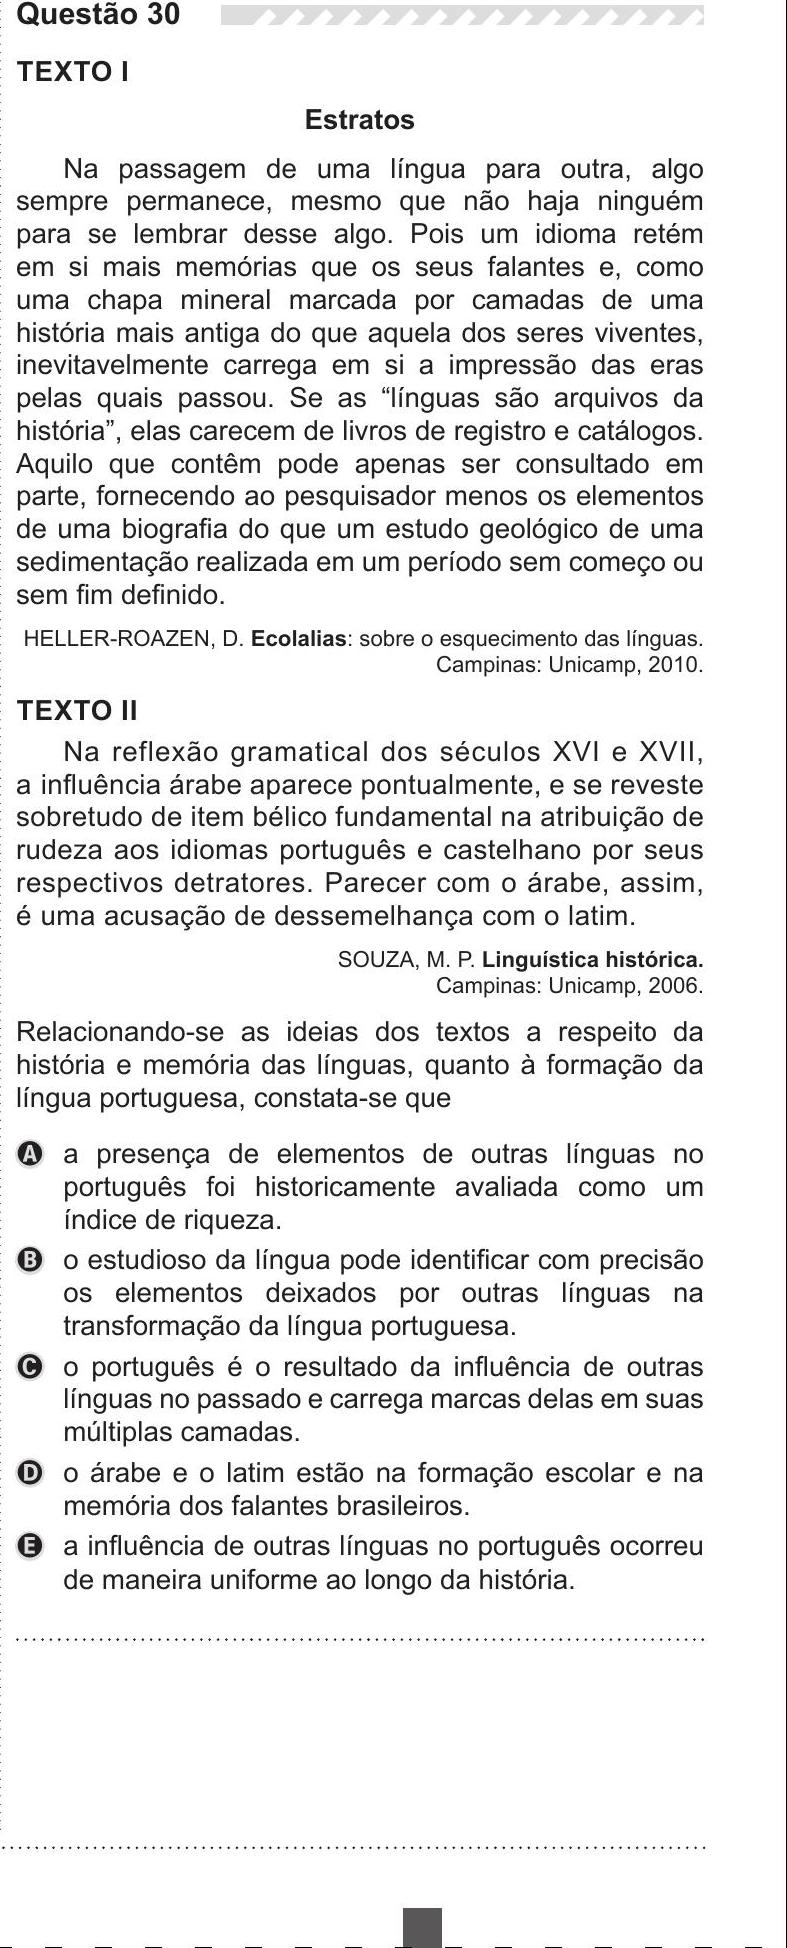 Questão 30
TEXTO I
Estratos
Na passagem de uma língua para outra, algo
sempre permanece, mesmo que não haja ninguém
para se lembrar desse algo. Pois um idioma retém
em si mais memórias que os seus falantes e, como
uma chapa mineral marcada por camadas de uma
história mais antiga do que aquela dos seres viventes,
inevitavelmente carrega em si a impressão das eras
pelas quais passou. Se as “línguas são arquivos da
história”, elas carecem de livros de registro e catálogos.
Aquilo que contêm pode apenas ser consultado em
parte, fornecendo ao pesquisador menos os elementos
de uma biografia do que um estudo geológico de uma
sedimentação realizada em um período sem começo ou
sem fim definido.
HELLER-ROAZEN, D. Ecolalias: sobre o esquecimento das línguas.
Campinas: Unicamp, 2010.
TEXTO II
Na reflexão gramatical dos séculos XVI e XVII,
a influência árabe aparece pontualmente, e se reveste
sobretudo de item bélico fundamental na atribuição de
rudeza aos idiomas português e castelhano por seus
respectivos detratores. Parecer com o árabe, assim,
é uma acusação de dessemelhança com o latim.
SOUZA, M. P. Linguística histórica.
Campinas: Unicamp, 2006.
Relacionando-se as ideias dos textos a respeito da
história e memória das línguas, quanto à formação da
língua portuguesa, constata-se que
A a presença de elementos de outras línguas no
português foi historicamente avaliada como um
índice de riqueza.
B o estudioso da língua pode identificar com precisão
os elementos deixados por outras línguas na
transformação da língua portuguesa.
C o português é o resultado da influência de outras
línguas no passado e carrega marcas delas em suas
múltiplas camadas.
D o árabe e o latim estão na formação escolar e na
memória dos falantes brasileiros.
E a influência de outras línguas no português ocorreu
de maneira uniforme ao longo da história.